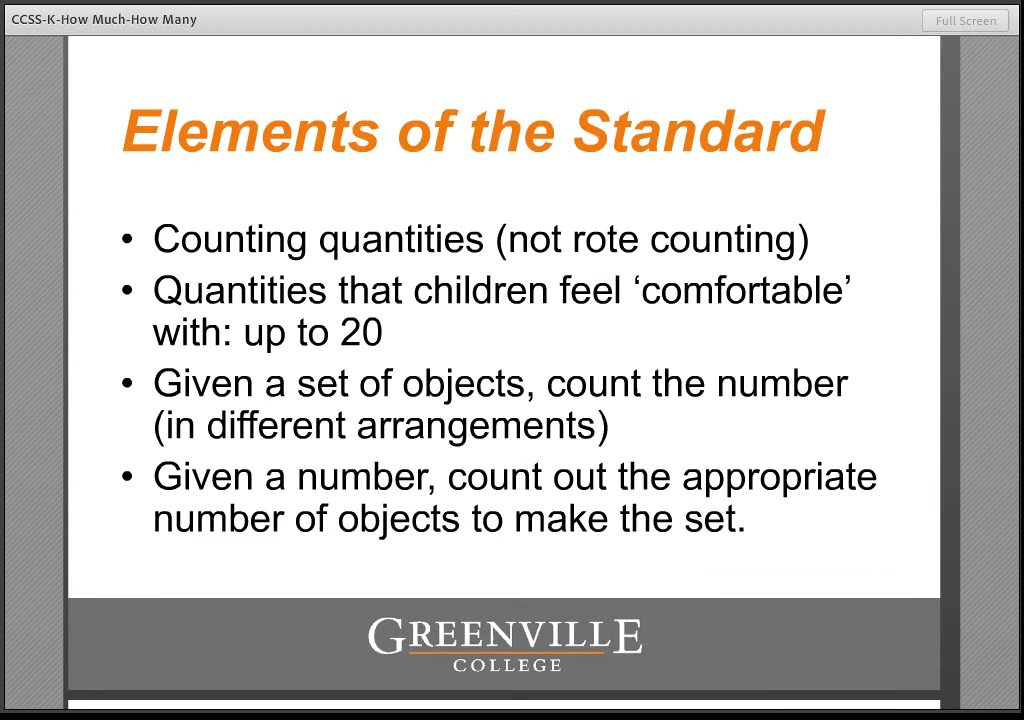 CCSS-K-How Much-How Many
Full Screen
Elements of the Standard
• Counting quantities (not rote counting)
• Quantities that children feel ‘comfortable’
with: up to 20
• Given a set of objects, count the number
(in different arrangements)
• Given a number, count out the appropriate
number of objects to make the set.
GREENVILLE
COLLEGE